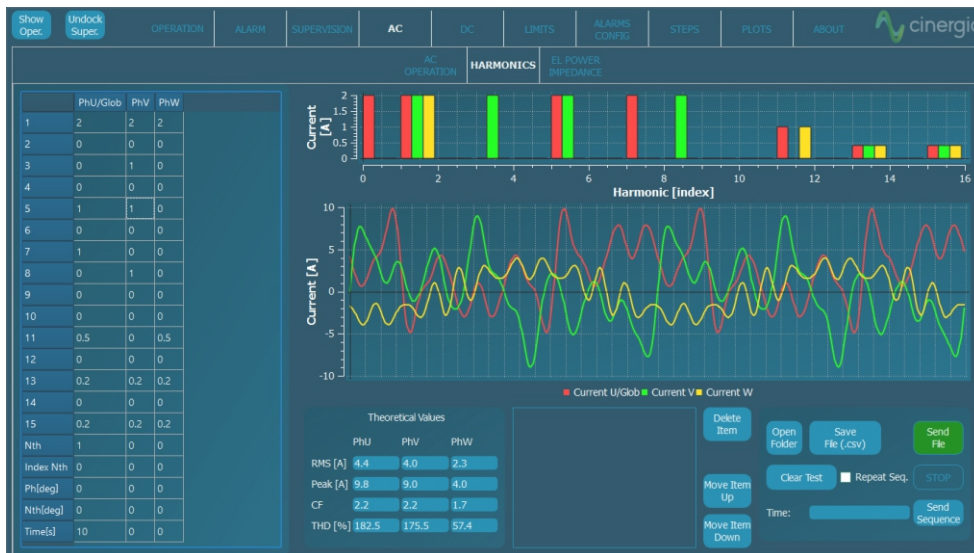 Show Oper.
Undock Super.
OPERATION
ALARM
SUPERVISION
AC
DC
LIMITS
ALARMS CONFIG
STEPS
PLOTS
ABOUT
cinergia
AC OPERATION
HARMONICS
EL POWER IMPEDANCE
PhU/Glob PhV PhW
1 2 2 2
2 0 0 0
3 0 1 0
4 0 0 0
5 1 1 0
6 0 0 0
7 1 0 0
8 0 1 0
9 0 0 0
10 0 0 0
11 0.5 0 0.5
12 0 0 0
13 0.2 0.2 0.2
14 0 0 0
15 0.2 0.2 0.2
Nth 1 0 0
Index Nth 0 0 0
Ph[deg] 0 0 0
Nth[deg] 0 0 0
Time[s] 10 0 0
Current [A]
2
1.5
1
0.5
0
0 2 4 6 8 10 12 14 16
Harmonic [index]
Current [A]
10
5
0
-5
-10
Current U/Glob Current V Current W
Theoretical Values
PhU PhV PhW
RMS [A] 4.4 4.0 2.3
Peak [A] 9.8 9.0 4.0
CF 2.2 2.2 1.7
THD [%] 182.5 175.5 57.4
Delete Item
Move Item Up
Move Item Down
Open Folder
Save File (.csv)
Send File
Clear Test
Repeat Seq.
STOP
Time:
Send Sequence